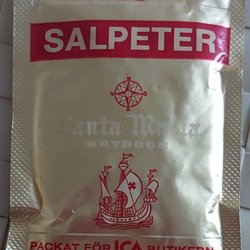 SALPETER
Santa Maria
KRYDDOR
PACKAT FÖR ICA BUTIKERN